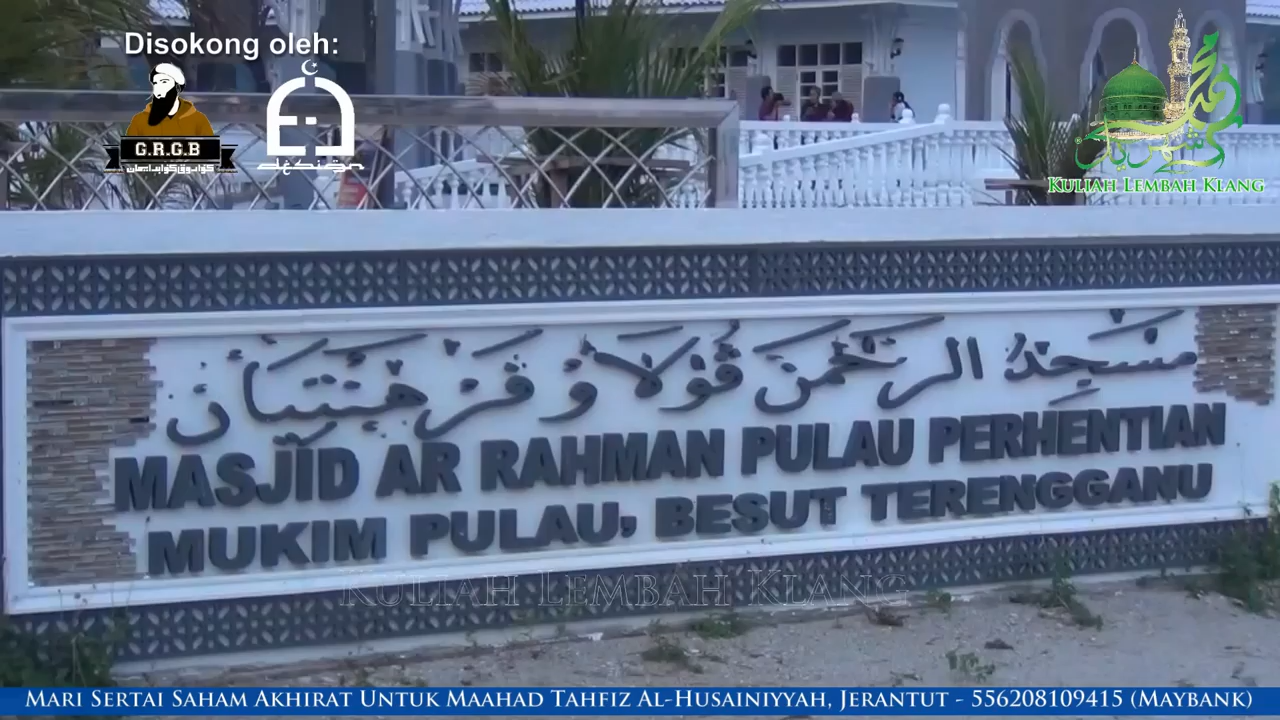 Disokong oleh:
G.R.G.B
KULIAH LEMBAH KLANG
مسجد الرحمن ڤولاو ڤرهنتيان
MASJID AR RAHMAN PULAU PERHENTIAN
MUKIM PULAU, BESUT TERENGGANU
KULIAH LEMBAH KLANG
MARI SERTAI SAHAM AKHIRAT UNTUK MAAHAD TAHFIZ AL-HUSAINIYYAH, JERANTUT - 556208109415 (MAYBANK)